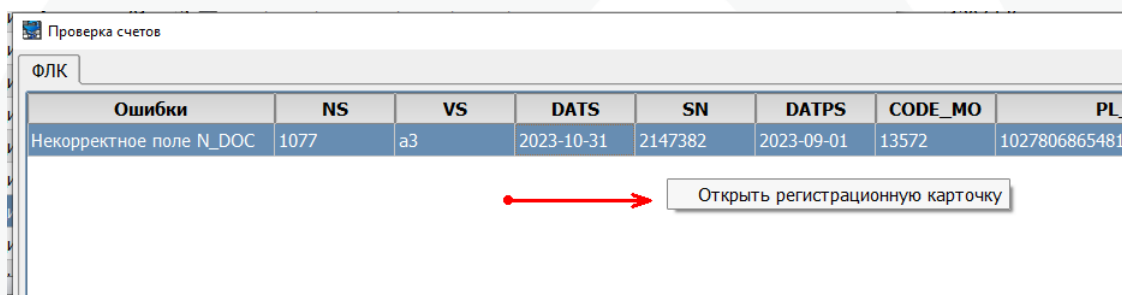 Проверка счетов
ФЛК
Ошибки NS VS DATS SN DATPS CODE_MO PL_
Некорректное поле N_DOC 1077 a3 2023-10-31 2147382 2023-09-01 13572 1027806865481
Открыть регистрационную карточку